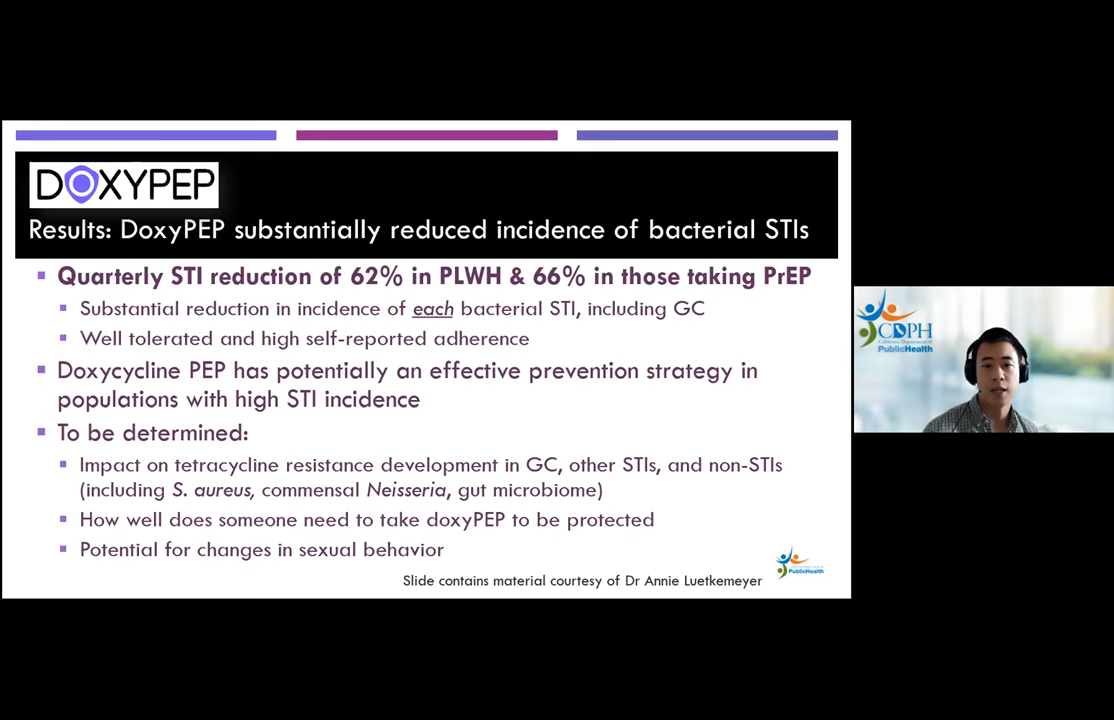 DOXYPEP
Results: DoxyPEP substantially reduced incidence of bacterial STIs
Quarterly STI reduction of 62% in PLWH & 66% in those taking PrEP
Substantial reduction in incidence of each bacterial STI, including GC
Well tolerated and high self-reported adherence
Doxycycline PEP has potentially an effective prevention strategy in
populations with high STI incidence
To be determined:
Impact on tetracycline resistance development in GC, other STIs, and non-STIs
(including S. aureus, commensal Neisseria, gut microbiome)
How well does someone need to take doxyPEP to be protected
Potential for changes in sexual behavior
Slide contains material courtesy of Dr Annie Luetkemeyer
PublicHealth
CDPH
California Department of
PublicHealth